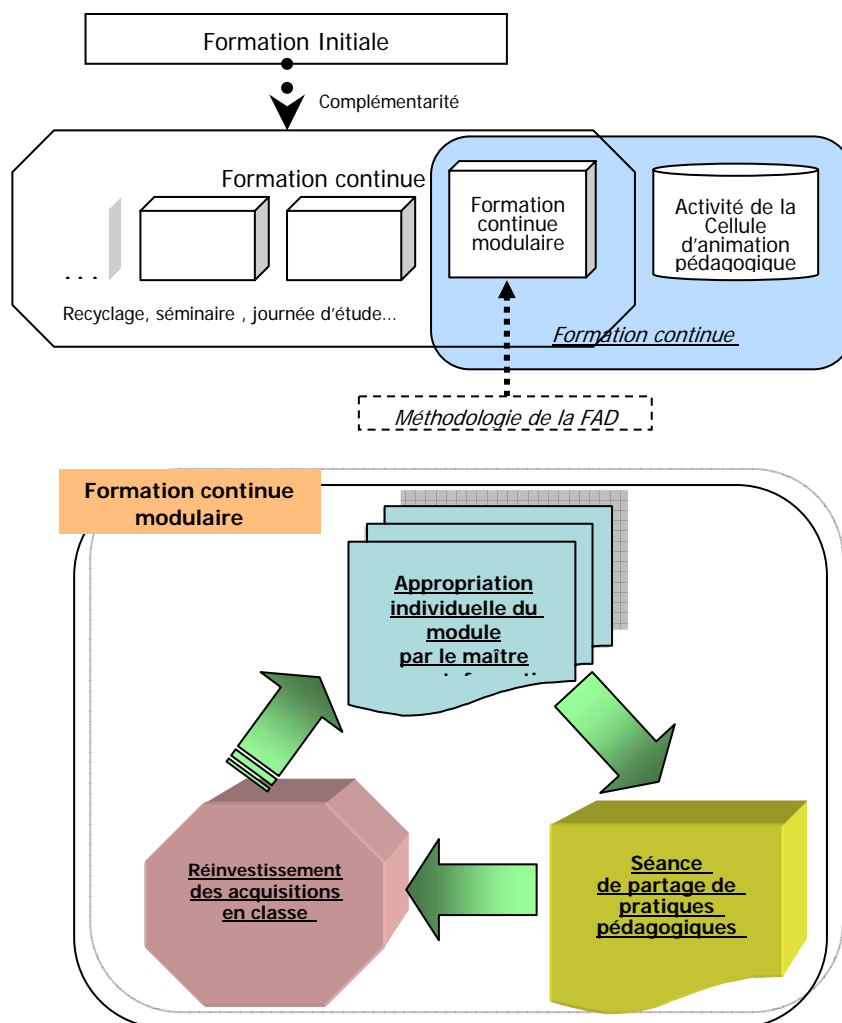 Formation Initiale
Complémentarité
Formation continue
Formation
continue
modulaire
Activité de la
Cellule
d'animation
pédagogique
. . .
Recyclage, séminaire , journée d'étude...
Formation continue
Méthodologie de la FAD
Formation continue
modulaire
Appropriation
individuelle du
module
par le maître
Réinvestissement
des acquisitions
en classe
Séance
de partage de
pratiques
pédagogiques